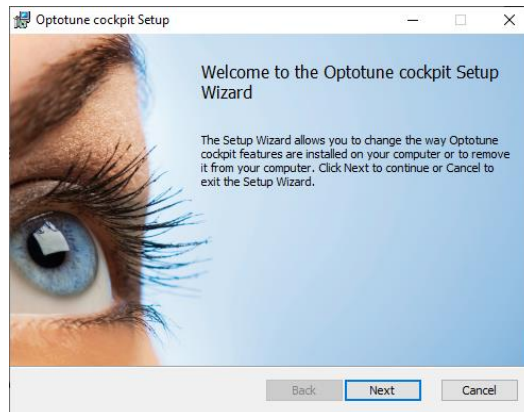 Optotune cockpit Setup
Welcome to the Optotune cockpit Setup
Wizard
The Setup Wizard allows you to change the way Optotune
cockpit features are installed on your computer or to remove
it from your computer. Click Next to continue or Cancel to
exit the Setup Wizard.
Back
Next
Cancel